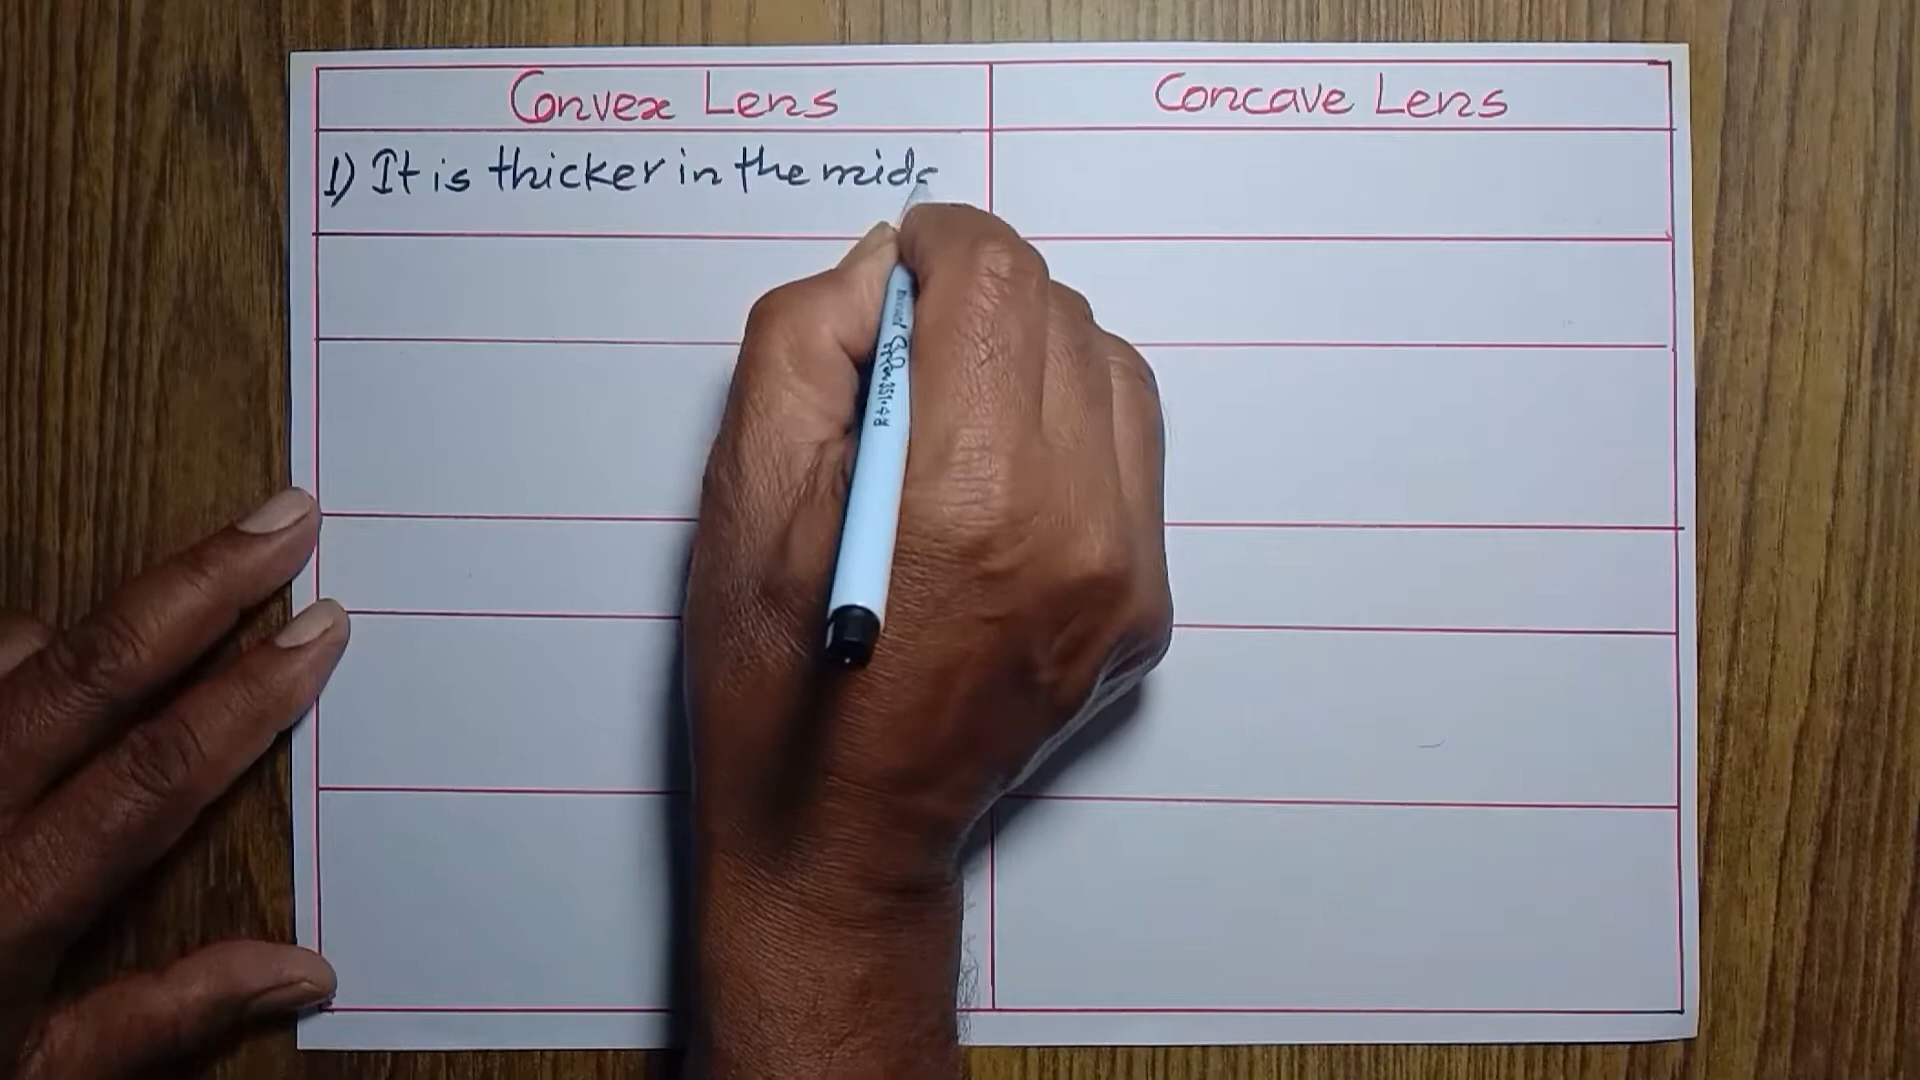 Convex Lens
Concave Lens
1) It is thicker in the mid